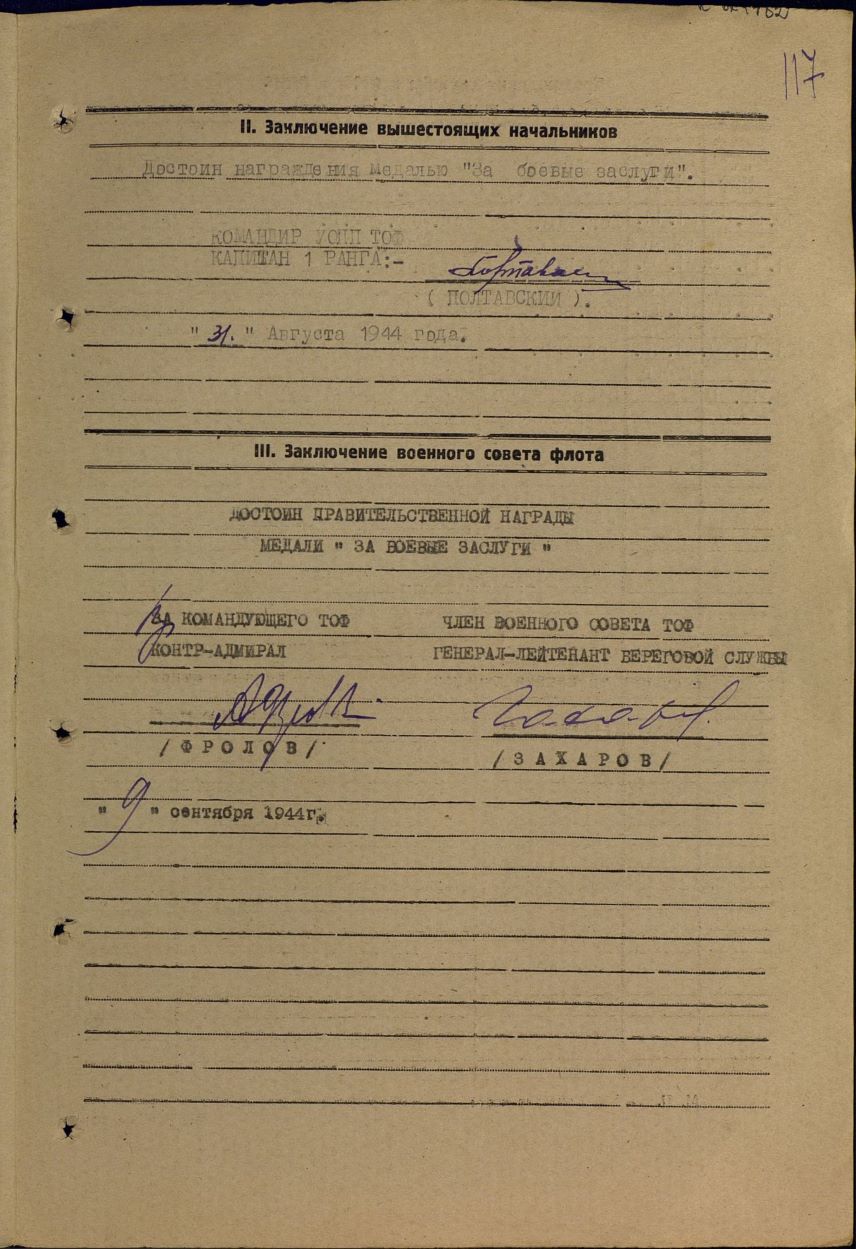 117
II. Заключение вышестоящих начальников
Достоин награждения медалью "За боевые заслуги".
КОМАНДИР ТОФ
КАПИТАН 1 РАНГА:-
( ПОЛТАВСКИЙ ).
" 31. " Августа 1944 года.
III. Заключение военного совета флота
ДОСТОИН ПРАВИТЕЛЬСТВЕННОЙ НАГРАДЫ
МЕДАЛИ " ЗА БОЕВЫЕ ЗАСЛУГИ "
ЗА КОМАНДУЮЩЕГО ТОФ ЧЛЕН ВОЕННОГО СОВЕТА ТОФ
КОНТР-АДМИРАЛ ГЕНЕРАЛ-ЛЕЙТЕНАНТ БЕРЕГОВОЙ СЛУЖБЫ
/ФРОЛОВ/ /ЗАХАРОВ/
" 9 " сентября 1944г.